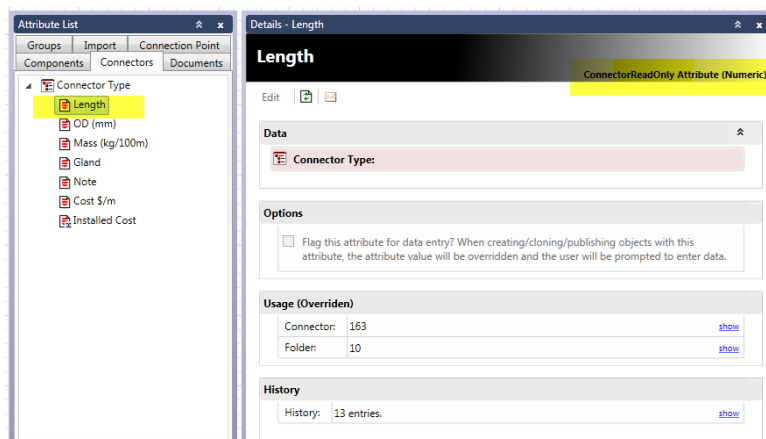 Attribute List
Groups Import Connection Point
Components Connectors Documents
Connector Type
Length
OD (mm)
Mass (kg/100m)
Gland
Note
Cost $/m
Installed Cost
Details - Length
Length
ConnectorReadOnly Attribute (Numeric)
Edit
Data
Connector Type:
Options
Flag this attribute for data entry? When creating/cloning/publishing objects with this
attribute, the attribute value will be overridden and the user will be prompted to enter data.
Usage (Overriden)
Connector: 163 show
Folder: 10 show
History
History: 13 entries. show